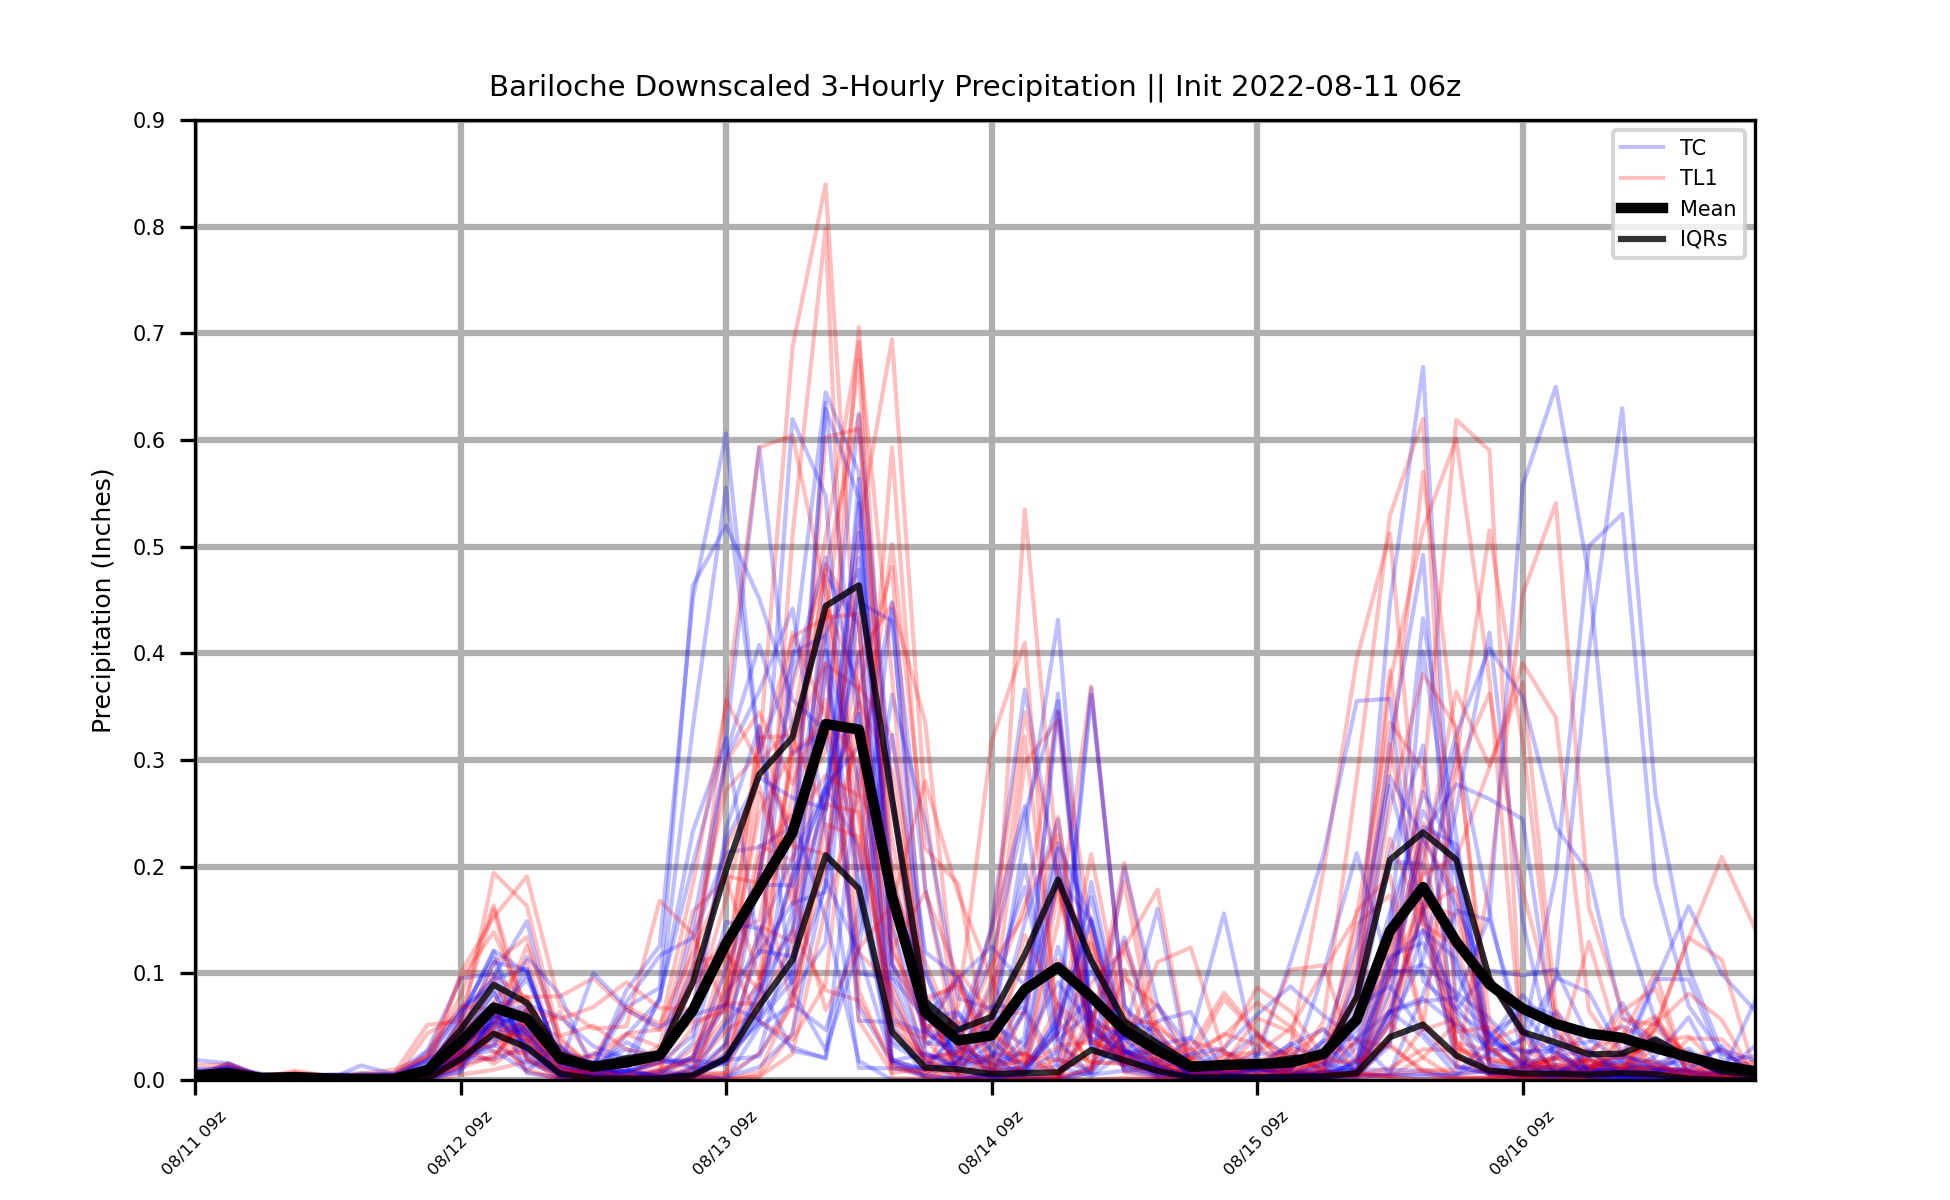 Bariloche Downscaled 3-Hourly Precipitation || Init 2022-08-11 06z
Precipitation (Inches)
0.9
0.8
0.7
0.6
0.5
0.4
0.3
0.2
0.1
0.0
TC
TL1
Mean
IQRs
08/11 09z
08/12 09z
08/13 09z
08/14 09z
08/15 09z
08/16 09z